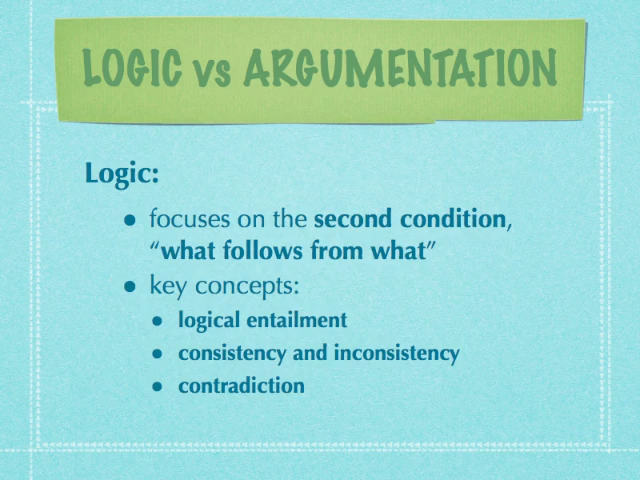 LOGIC vs ARGUMENTATION
Logic:
• focuses on the second condition,
“what follows from what”
• key concepts:
• logical entailment
• consistency and inconsistency
• contradiction